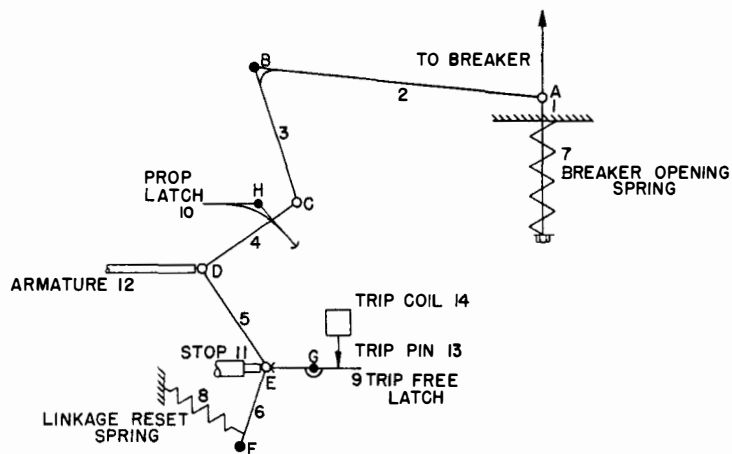 TO BREAKER
B
A
1
2
3
7
BREAKER OPENING
SPRING
PROP
LATCH
10
H
C
4
D
ARMATURE 12
5
TRIP COIL 14
STOP 11
G
TRIP PIN 13
E
9 TRIP FREE
LATCH
8
6
LINKAGE RESET
SPRING
F